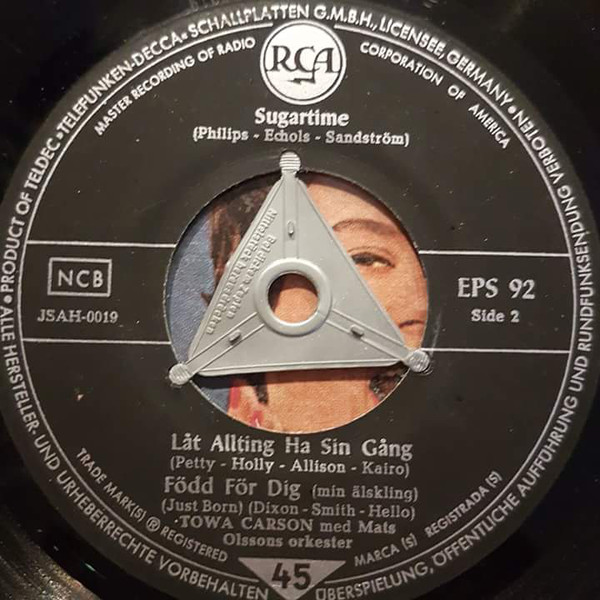 PRODUCT OF TELDEC • TELEFUNKEN-DECCA • SCHALLPLATTEN G.M.B.H., LICENSEE, GERMANY •
MASTER RECORDING OF RADIO CORPORATION OF AMERICA
RCA
Sugartime
(Philips - Echols - Sandström)
NCB
JSAH-0019
EPS 92
Side 2
Låt Allting Ha Sin Gång
(Petty - Holly - Allison - Kairo)
Född För Dig (min älskling)
(Just Born) (Dixon - Smith - Hello)
TOWA CARSON med Mats
Olssons orkester
TRADE MARK(S) ® REGISTERED
MARCA (S) REGISTRADA (S)
45
ALLE HERSTELLER- UND URHEBERRECHTE VORBEHALTEN
ÜBERSPIELUNG, ÖFFENTLICHE AUFFÜHRUNG UND RUNDFUNKSENDUNG VERBOTEN